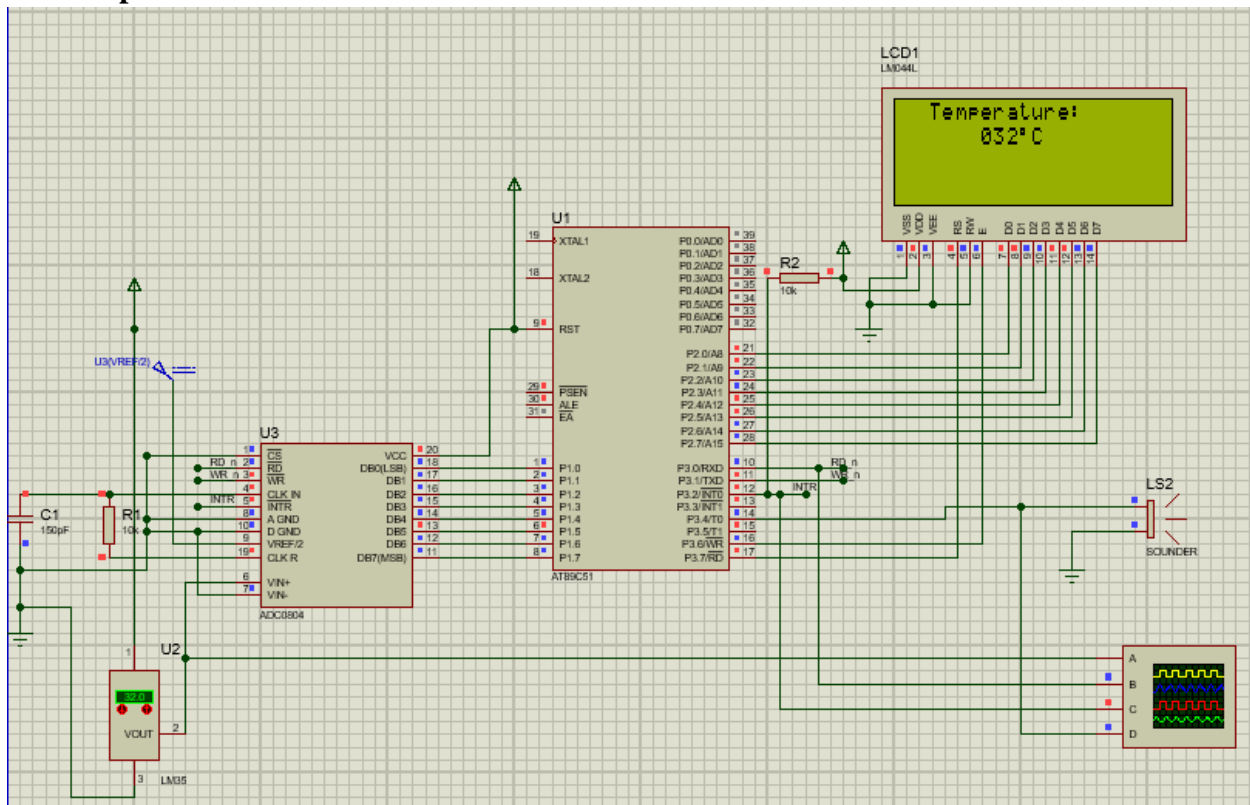 LCD1
LM044L
Temperature:
032°C
VSS
VDD
VEE
RS
RW
E
D0
D1
D2
D3
D4
D5
D6
D7
1
2
3
4
5
6
7
8
9
10
11
12
13
14
U1
19 XTAL1
18 XTAL2
9 RST
29 PSEN
30 ALE
31 EA
1 P1.0
2 P1.1
3 P1.2
4 P1.3
5 P1.4
6 P1.5
7 P1.6
8 P1.7
P0.0/AD0 39
P0.1/AD1 38
P0.2/AD2 37
P0.3/AD3 36
P0.4/AD4 35
P0.5/AD5 34
P0.6/AD6 33
P0.7/AD7 32
P2.0/A8 21
P2.1/A9 22
P2.2/A10 23
P2.3/A11 24
P2.4/A12 25
P2.5/A13 26
P2.6/A14 27
P2.7/A15 28
P3.0/RXD 10
P3.1/TXD 11
P3.2/INT0 12
P3.3/INT1 13
P3.4/T0 14
P3.5/T1 15
P3.6/WR 16
P3.7/RD 17
AT89C51
R2
10k
RD_n
WR_n
INTR
LS2
SOUNDER
A
B
C
D
U3(VREF/2)
U3
1 CS
RD_n 2 RD
WR_n 3 WR
4 CLK IN
INTR 5 INTR
8 A GND
10 D GND
9 VREF/2
19 CLK R
6 VIN+
7 VIN-
VCC 20
DB0(LSB) 18
DB1 17
DB2 16
DB3 15
DB4 14
DB5 13
DB6 12
DB7(MSB) 11
ADC0804
C1
150pF
R1
10k
U2
1
32.0
VOUT 2
3
LM35